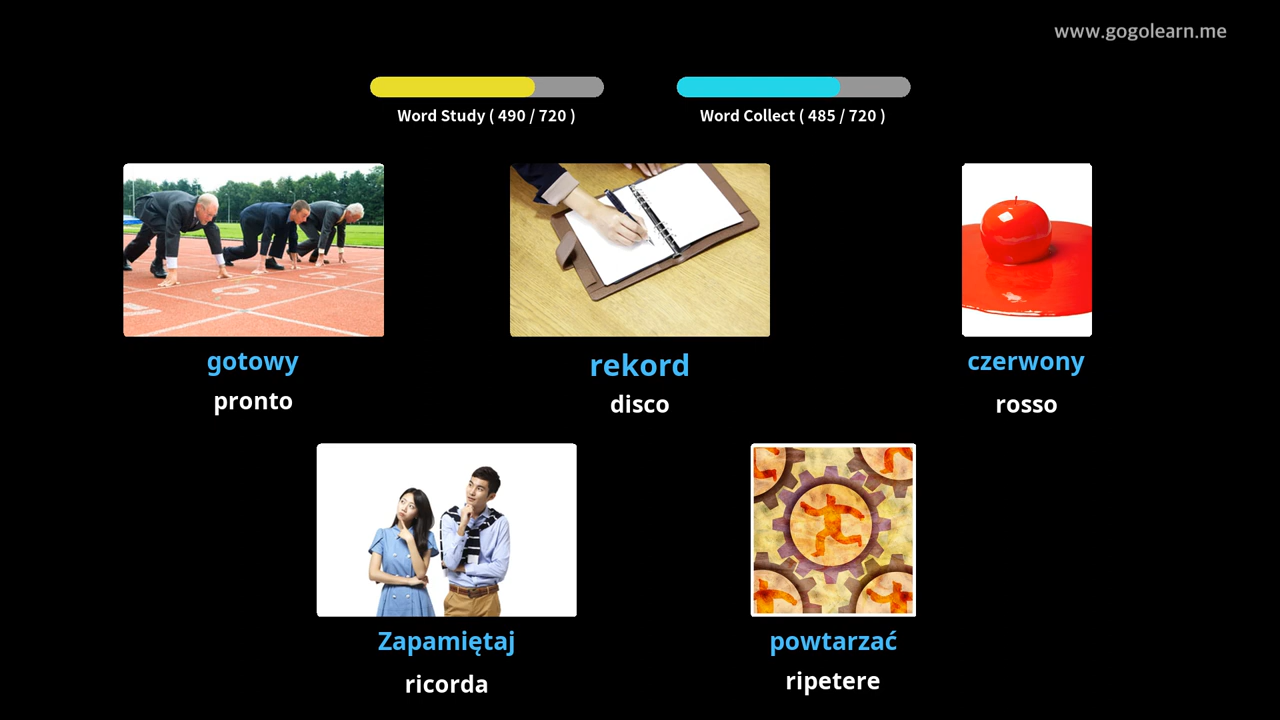 www.gogolearn.me
Word Study ( 490 / 720 )
Word Collect ( 485 / 720 )
gotowy
rekord
czerwony
pronto
disco
rosso
Zapamiętaj
powtarzać
ricorda
ripetere